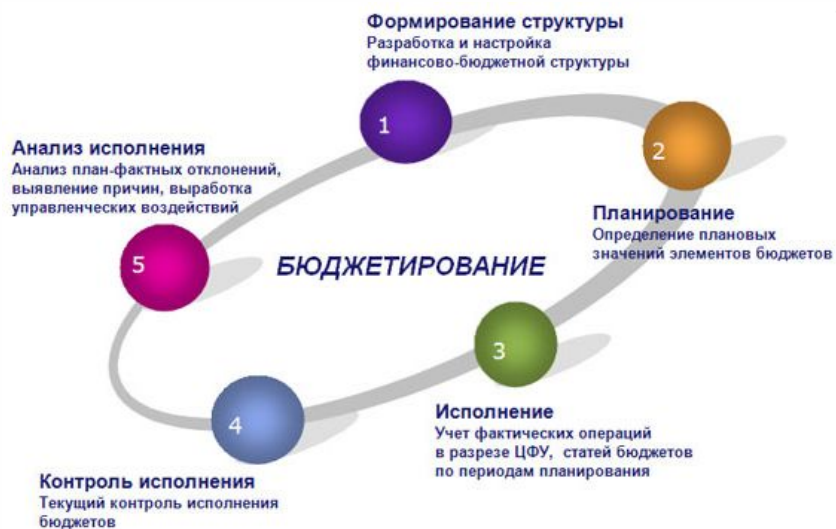 Формирование структуры
Разработка и настройка
финансово-бюджетной структуры
1
2
Планирование
Определение плановых
значений элементов бюджетов
3
Исполнение
Учет фактических операций
в разрезе ЦФУ, статей бюджетов
по периодам планирования
4
Контроль исполнения
Текущий контроль исполнения
бюджетов
5
Анализ исполнения
Анализ план-фактных отклонений,
выявление причин, выработка
управленческих воздействий
БЮДЖЕТИРОВАНИЕ